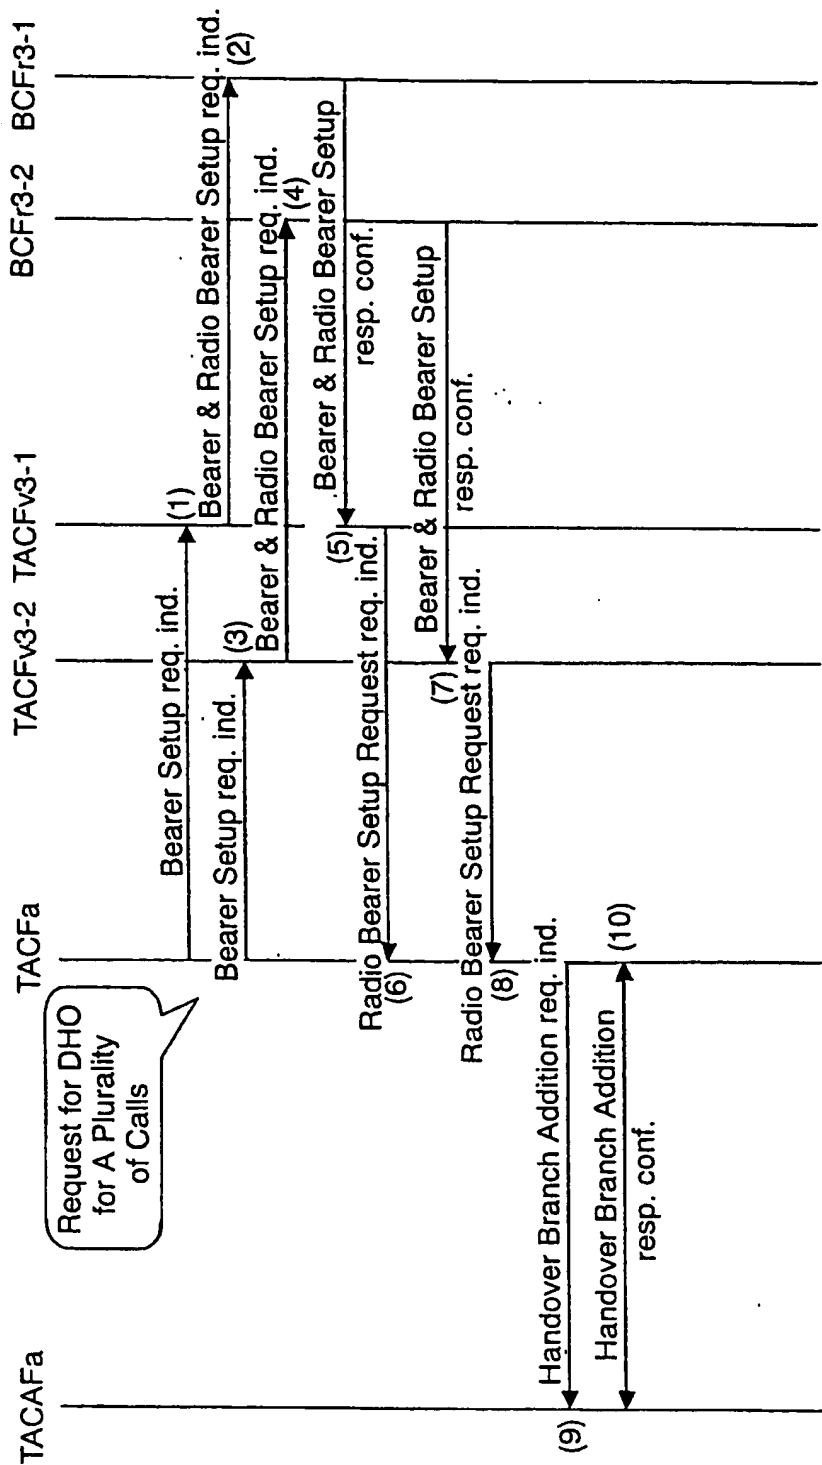 TACAFa
TACFa
TACFv3-2
TACFv3-1
BCFr3-2
BCFr3-1
Request for DHO
for A Plurality
of Calls
Bearer Setup req. ind.
(1)
Bearer & Radio Bearer Setup req. ind.
(2)
Bearer Setup req. ind.
(3)
Bearer & Radio Bearer Setup req. ind.
(4)
Bearer & Radio Bearer Setup
resp. conf.
(5)
Radio Bearer Setup Request req. ind.
(6)
Bearer & Radio Bearer Setup
resp. conf.
(7)
Radio Bearer Setup Request req. ind.
(8)
Handover Branch Addition req. ind.
(9)
Handover Branch Addition
resp. conf.
(10)